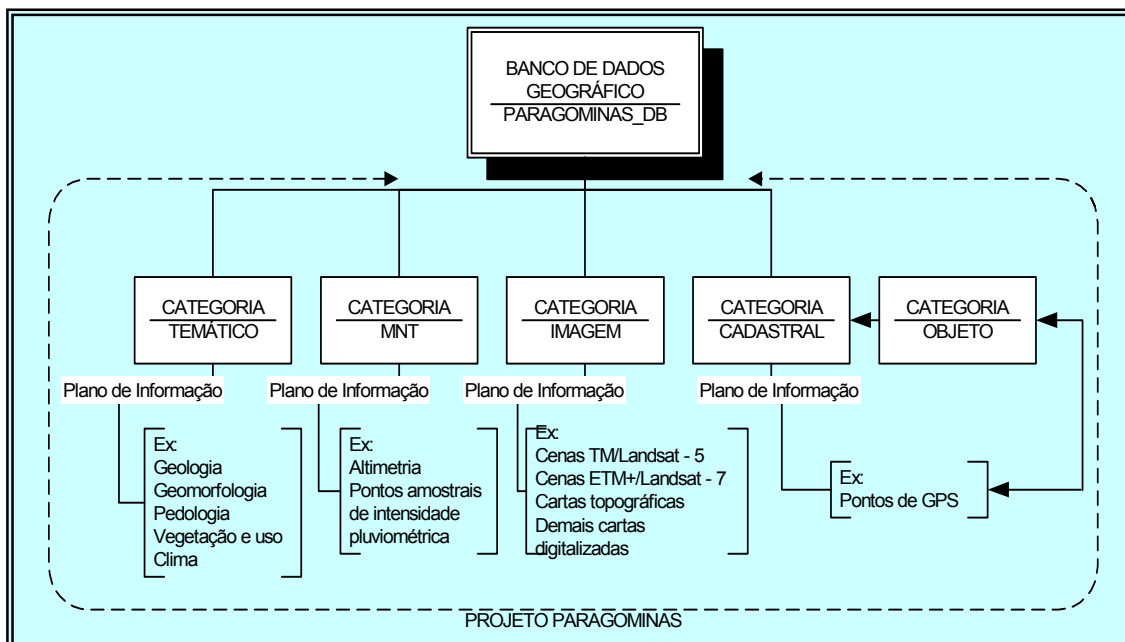 BANCO DE DADOS
GEOGRÁFICO
PARAGOMINAS_DB
CATEGORIA
TEMÁTICO
CATEGORIA
MNT
CATEGORIA
IMAGEM
CATEGORIA
CADASTRAL
CATEGORIA
OBJETO
Plano de Informação
Plano de Informação
Plano de Informação
Plano de Informação
Ex:
Geologia
Geomorfologia
Pedologia
Vegetação e uso
Clima
Ex:
Altimetria
Pontos amostrais
de intensidade
pluviométrica
Ex:
Cenas TM/Landsat - 5
Cenas ETM+/Landsat - 7
Cartas topográficas
Demais cartas
digitalizadas
Ex:
Pontos de GPS
PROJETO PARAGOMINAS